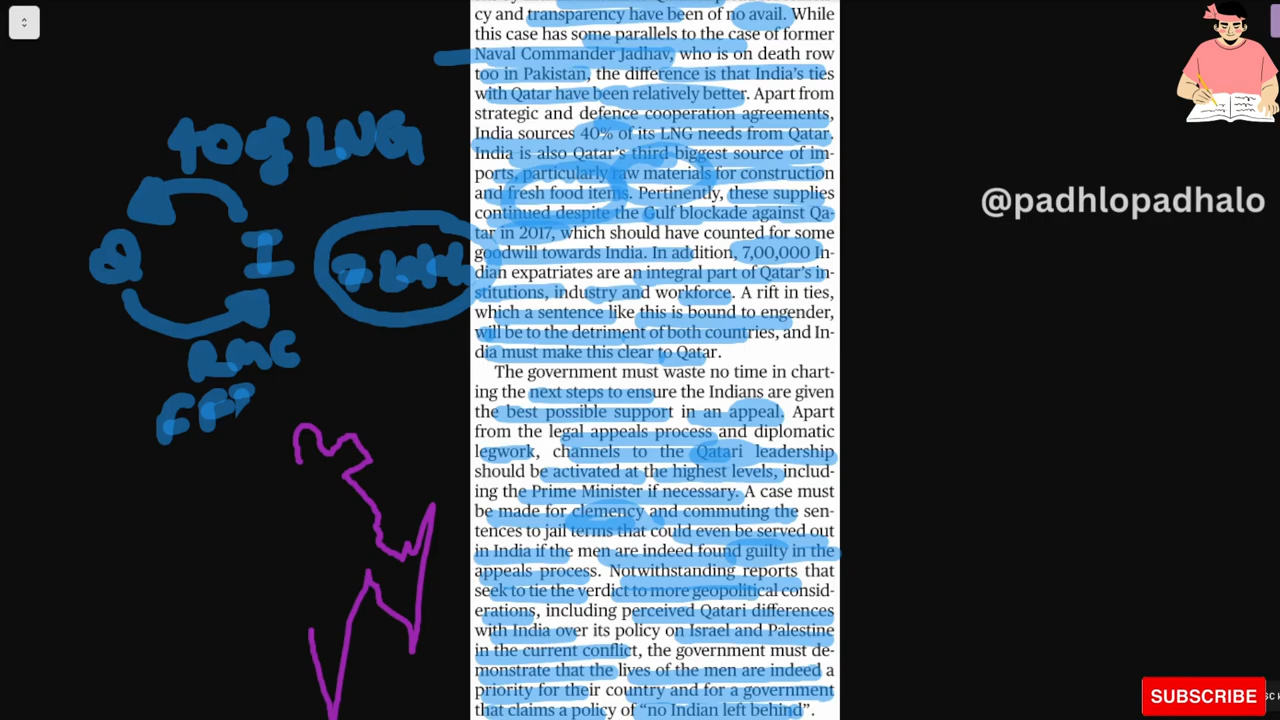 cy and transparency have been of no avail. While
this case has some parallels to the case of former
Naval Commander Jadhav, who is on death row
too in Pakistan, the difference is that India's ties
with Qatar have been relatively better. Apart from
strategic and defence cooperation agreements,
India sources 40% of its LNG needs from Qatar.
India is also Qatar's third biggest source of im-
ports, particularly raw materials for construction
and fresh food items. Pertinently, these supplies
continued despite the Gulf blockade against Qa-
tar in 2017, which should have counted for some
goodwill towards India. In addition, 7,00,000 In-
dian expatriates are an integral part of Qatar's in-
stitutions, industry and workforce. A rift in ties,
which a sentence like this is bound to engender,
will be to the detriment of both countries, and In-
dia must make this clear to Qatar.
The government must waste no time in chart-
ing the next steps to ensure the Indians are given
the best possible support in an appeal. Apart
from the legal appeals process and diplomatic
legwork, channels to the Qatari leadership
should be activated at the highest levels, includ-
ing the Prime Minister if necessary. A case must
be made for clemency and commuting the sen-
tences to jail terms that could even be served out
in India if the men are indeed found guilty in the
appeals process. Notwithstanding reports that
seek to tie the verdict to more geopolitical consid-
erations, including perceived Qatari differences
with India over its policy on Israel and Palestine
in the current conflict, the government must de-
monstrate that the lives of the men are indeed a
priority for their country and for a government
that claims a policy of “no Indian left behind”.
LNG
Q
I
RMC
@padhlopadhalo
SUBSCRIBE